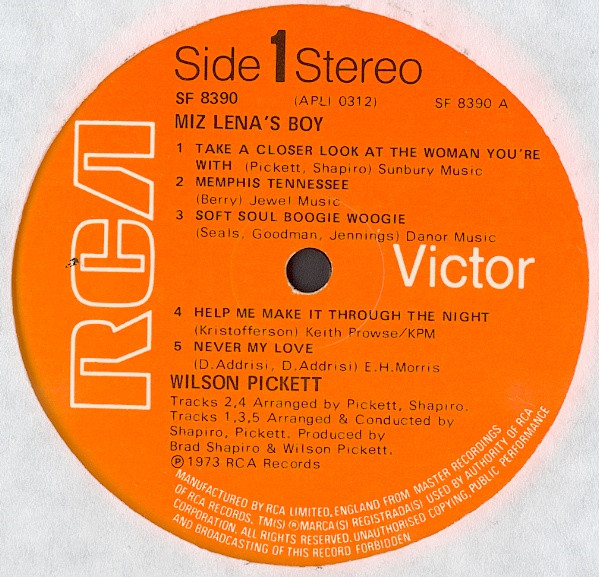 Side 1 Stereo
SF 8390 (APLI 0312) SF 8390 A
MIZ LENA'S BOY
1 TAKE A CLOSER LOOK AT THE WOMAN YOU'RE
WITH (Pickett, Shapiro) Sunbury Music
2 MEMPHIS TENNESSEE
(Berry) Jewel Music
3 SOFT SOUL BOOGIE WOOGIE
(Seals, Goodman, Jennings) Danor Music
RCA Victor
4 HELP ME MAKE IT THROUGH THE NIGHT
(Kristofferson) Keith Prowse/KPM
5 NEVER MY LOVE
(D.Addrisi, D.Addrisi) E.H.Morris
WILSON PICKETT
Tracks 2,4 Arranged by Pickett, Shapiro.
Tracks 1,3,5 Arranged & Conducted by
Shapiro, Pickett. Produced by
Brad Shapiro & Wilson Pickett.
℗ 1973 RCA Records
MANUFACTURED BY RCA LIMITED, ENGLAND FROM MASTER RECORDINGS
OF RCA RECORDS, TM(S) ® MARCA(S) REGISTRADA(S) USED BY AUTHORITY OF RCA
CORPORATION, ALL RIGHTS RESERVED. UNAUTHORISED COPYING, PUBLIC PERFORMANCE
AND BROADCASTING OF THIS RECORD FORBIDDEN